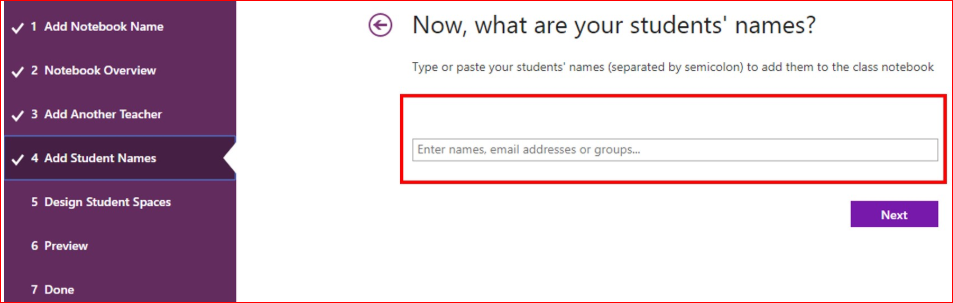 ✓ 1 Add Notebook Name
✓ 2 Notebook Overview
✓ 3 Add Another Teacher
✓ 4 Add Student Names
5 Design Student Spaces
6 Preview
7 Done
Now, what are your students' names?
Type or paste your students' names (separated by semicolon) to add them to the class notebook
Enter names, email addresses or groups...
Next